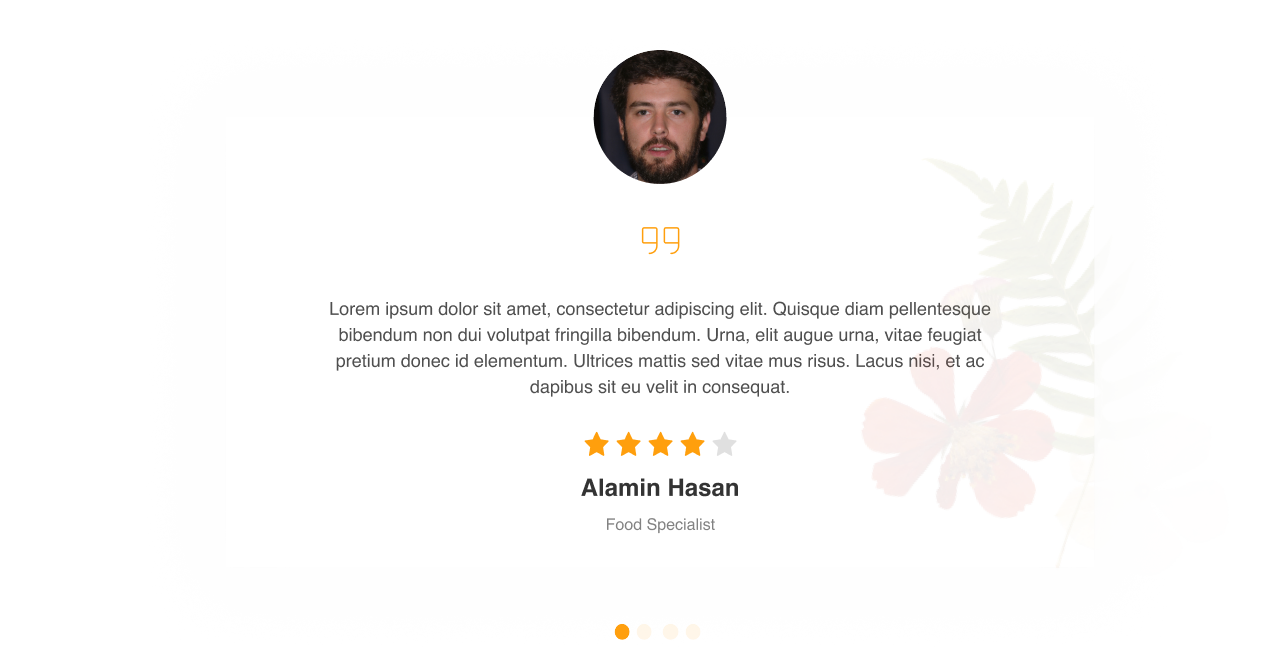 Lorem ipsum dolor sit amet, consectetur adipiscing elit. Quisque diam pellentesque
bibendum non dui volutpat fringilla bibendum. Urna, elit augue urna, vitae feugiat
pretium donec id elementum. Ultrices mattis sed vitae mus risus. Lacus nisi, et ac
dapibus sit eu velit in consequat.
Alamin Hasan
Food Specialist